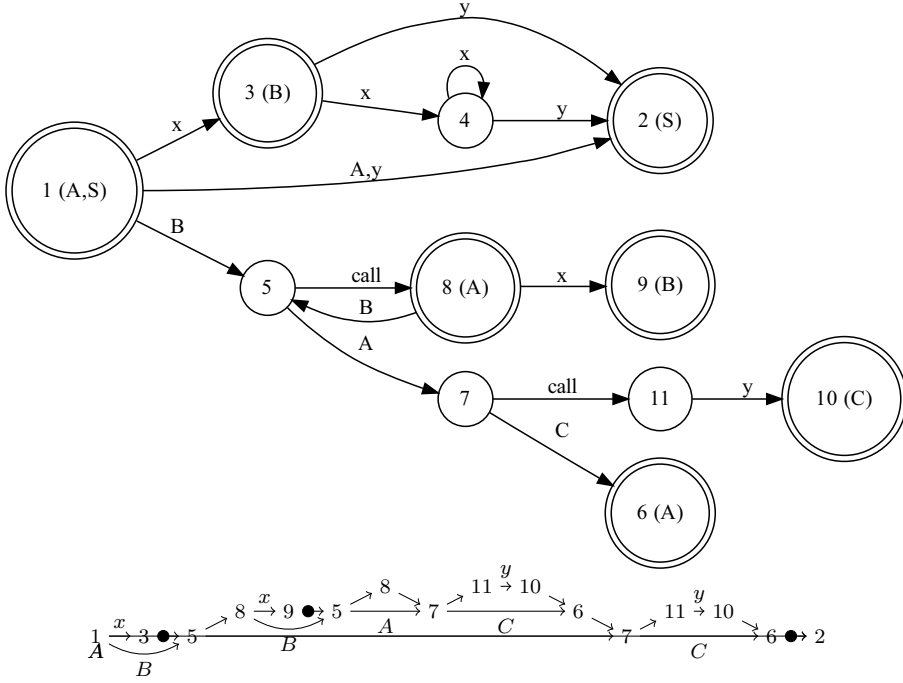 y
3 (B)
x
x
4
y
2 (S)
x
A,y
1 (A,S)
B
5
call
8 (A)
x
9 (B)
B
A
7
call
11
y
10 (C)
C
6 (A)
8 11 y 10
x 8 x 9 5 7 6 11 y 10
1 3 5 B A C 7 6 2
A B C